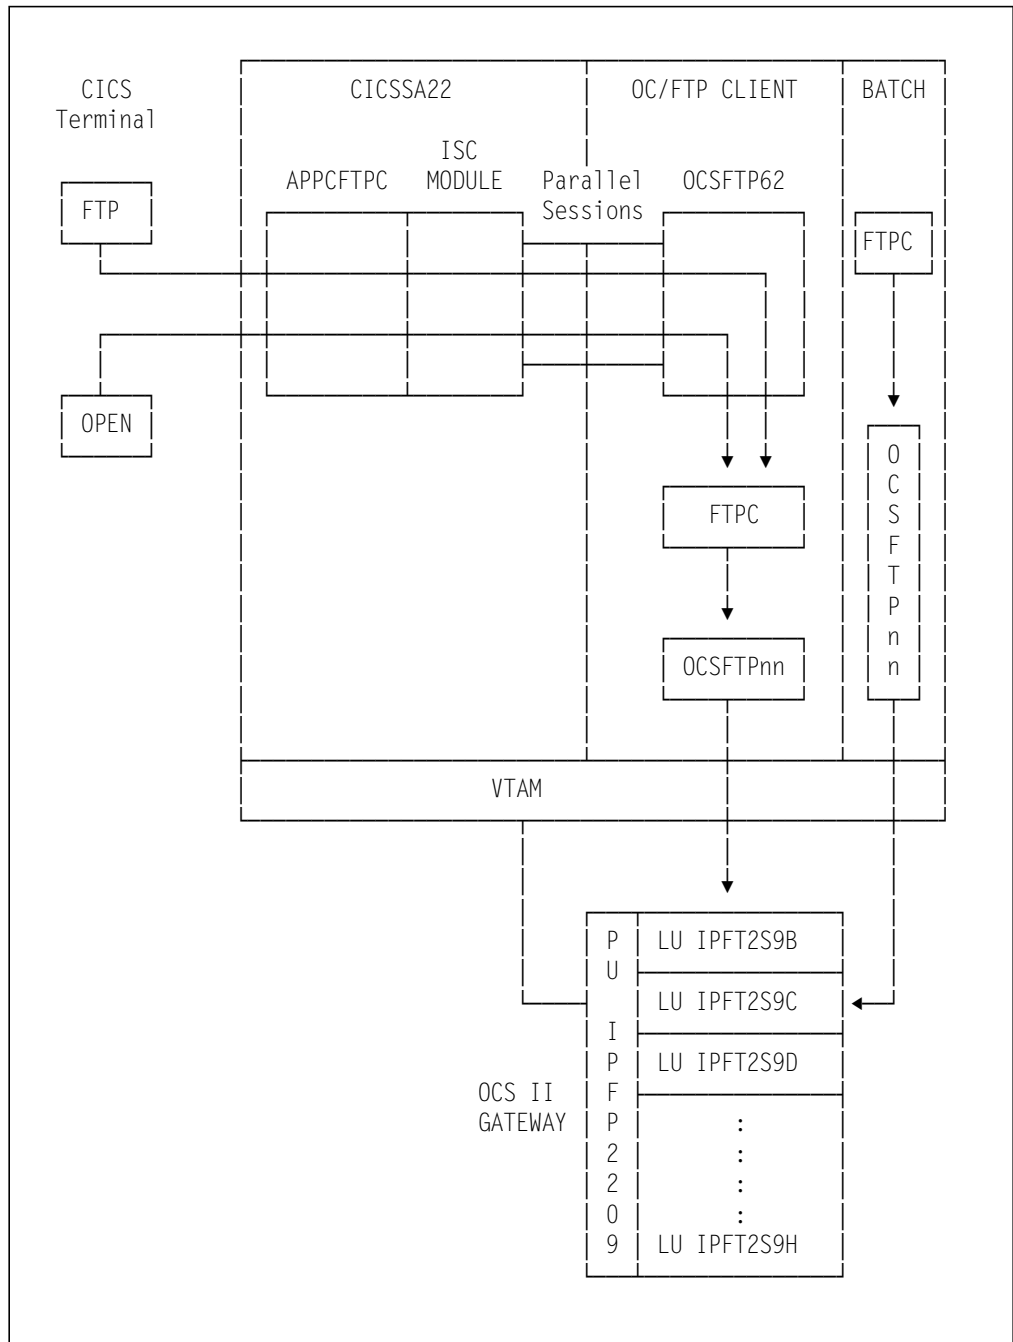 CICS
Terminal
CICSSA22
OC/FTP CLIENT
BATCH
ISC
APPCFTPC
MODULE
Parallel
Sessions
OCSFTP62
FTP
FTPC
OPEN
O
C
S
F
T
P
n
n
FTPC
OCSFTPnn
VTAM
P
U
I
P
F
P
2
2
0
9
LU IPFT2S9B
LU IPFT2S9C
LU IPFT2S9D
:
:
:
:
LU IPFT2S9H
OCS II
GATEWAY